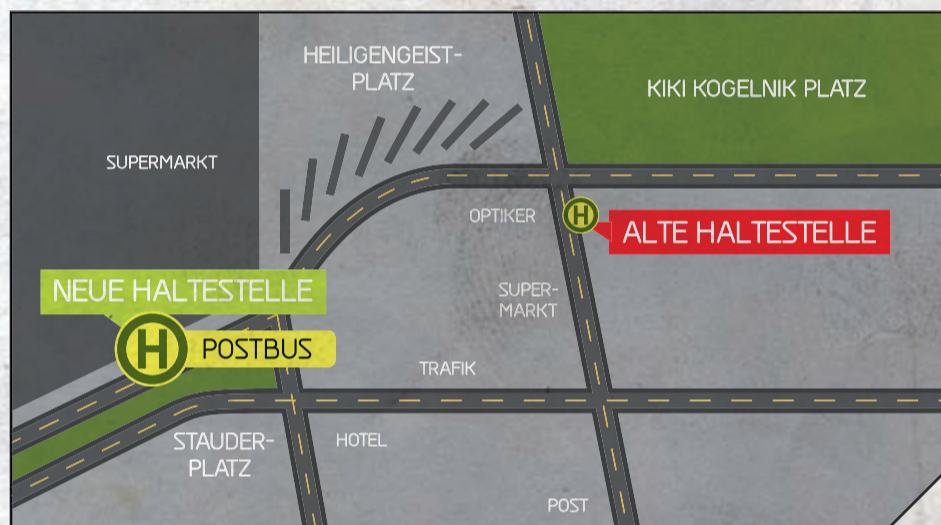 HEILIGENGEIST-
PLATZ
KIKI KOGELNIK PLATZ
SUPERMARKT
OPTIKER
H
ALTE HALTESTELLE
NEUE HALTESTELLE
SUPER-
MARKT
H
POSTBUS
TRAFIK
STAUDER-
PLATZ
HOTEL
POST